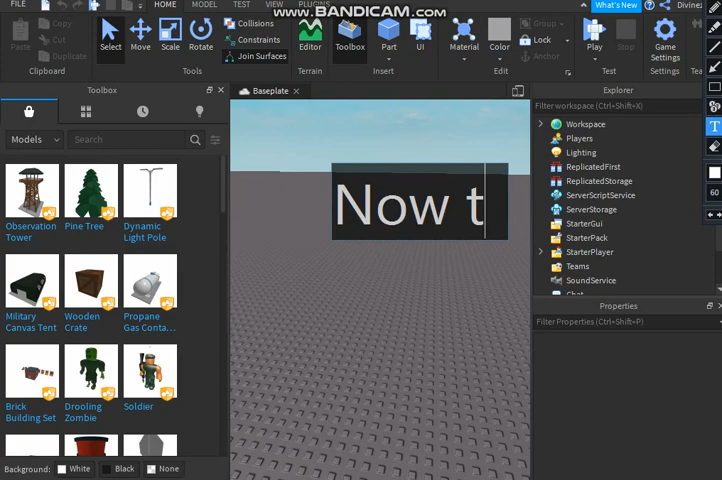 FILE HOME MODEL TEST VIEW PLUGINS
www.BANDICAM.com
What's New
Paste Copy Cut Duplicate
Clipboard
Select Move Scale Rotate
Collisions
Constraints
Join Surfaces
Tools
Editor
Terrain
Toolbox Part UI
Insert
Material Color
Group
Lock
Anchor
Edit
Play Stop
Test
Game Settings
Settings
Toolbox
Baseplate
Explorer
Filter workspace (Ctrl+Shift+X)
Models
Search
Observation Tower
Pine Tree
Dynamic Light Pole
Military Canvas Tent
Wooden Crate
Propane Gas Conta...
Brick Building Set
Drooling Zombie
Soldier
Now t
Workspace
Players
Lighting
ReplicatedFirst
ReplicatedStorage
ServerScriptService
ServerStorage
StarterGui
StarterPack
StarterPlayer
Teams
SoundService
Chat
Properties
Filter Properties (Ctrl+Shift+P)
T
60
Background: White Black None